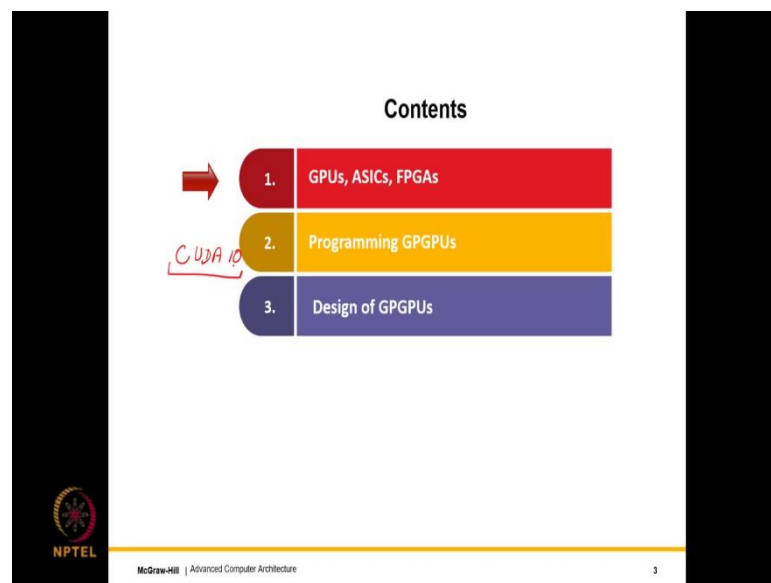 Contents
1. GPUs, ASICs, FPGAs
CUDA 10
2. Programming GPGPUs
3. Design of GPGPUs
NPTEL
McGraw-Hill | Advanced Computer Architecture 3